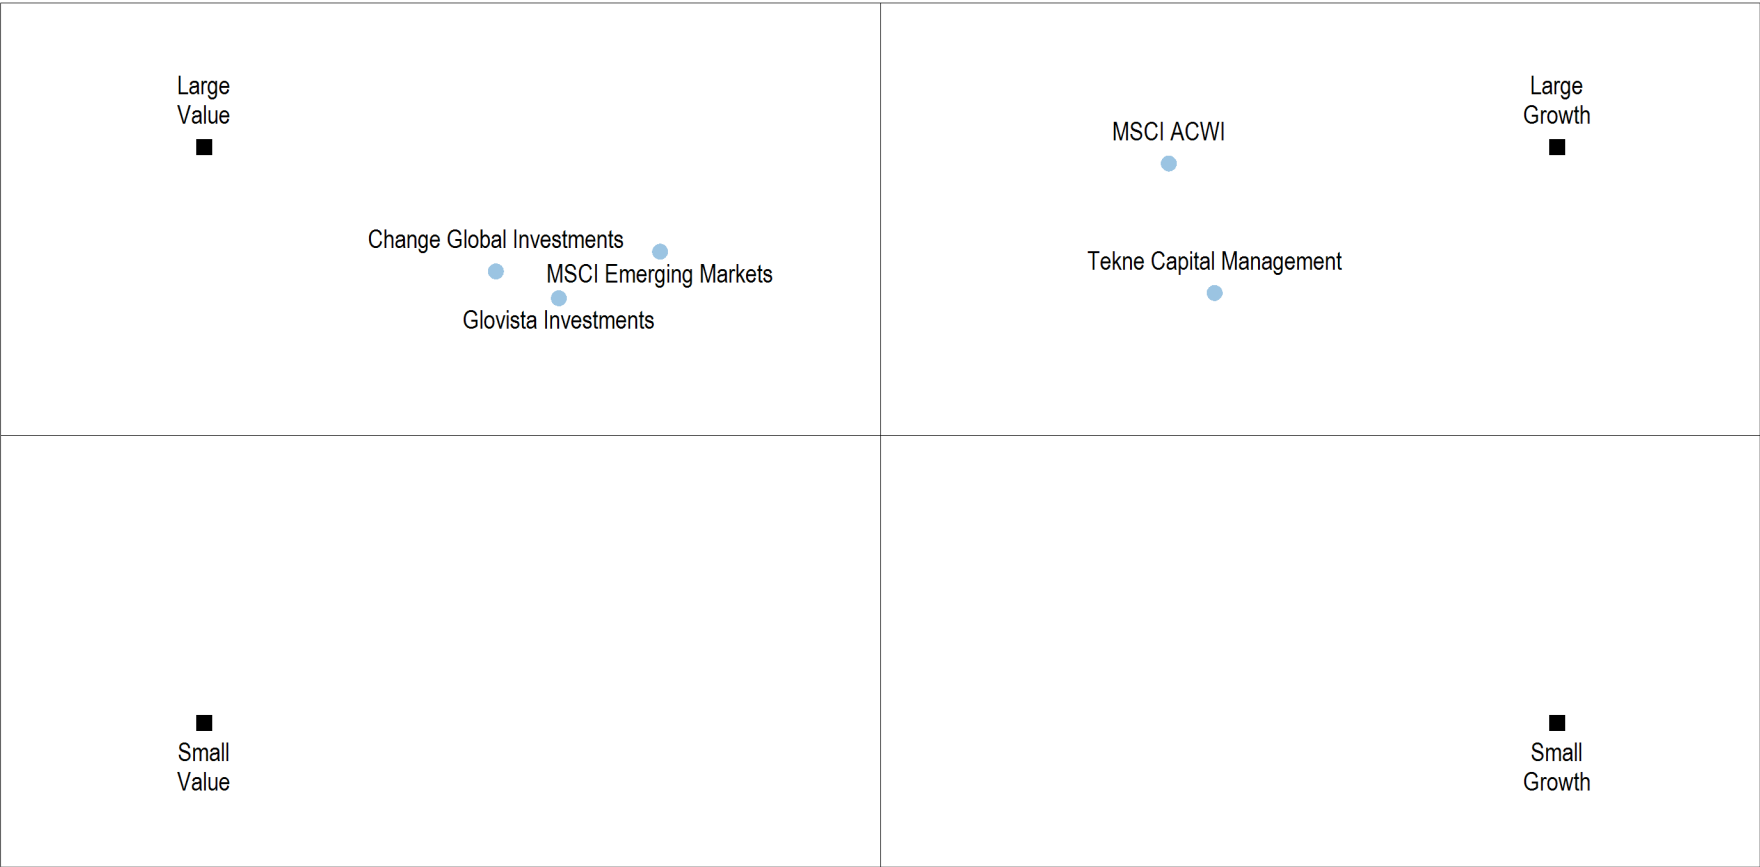 Large
Value
Large
Growth
MSCI ACWI
Change Global Investments
MSCI Emerging Markets
Tekne Capital Management
Glovista Investments
Small
Value
Small
Growth